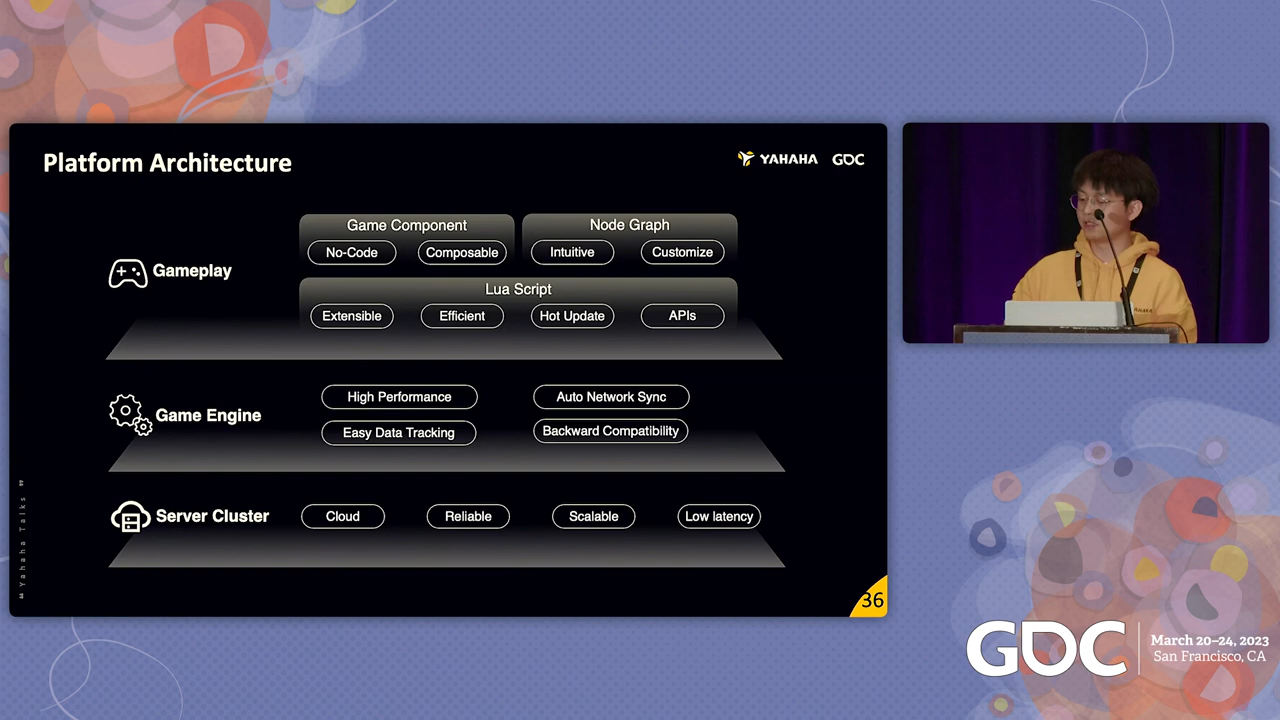 Platform Architecture
YAHAHA GDC
Game Component
Node Graph
No-Code
Composable
Intuitive
Customize
Gameplay
Lua Script
Extensible
Efficient
Hot Update
APIs
High Performance
Auto Network Sync
Game Engine
Easy Data Tracking
Backward Compatibility
Server Cluster
Cloud
Reliable
Scalable
Low latency
Yahaha Talks
36
GDC
March 20–24, 2023
San Francisco, CA